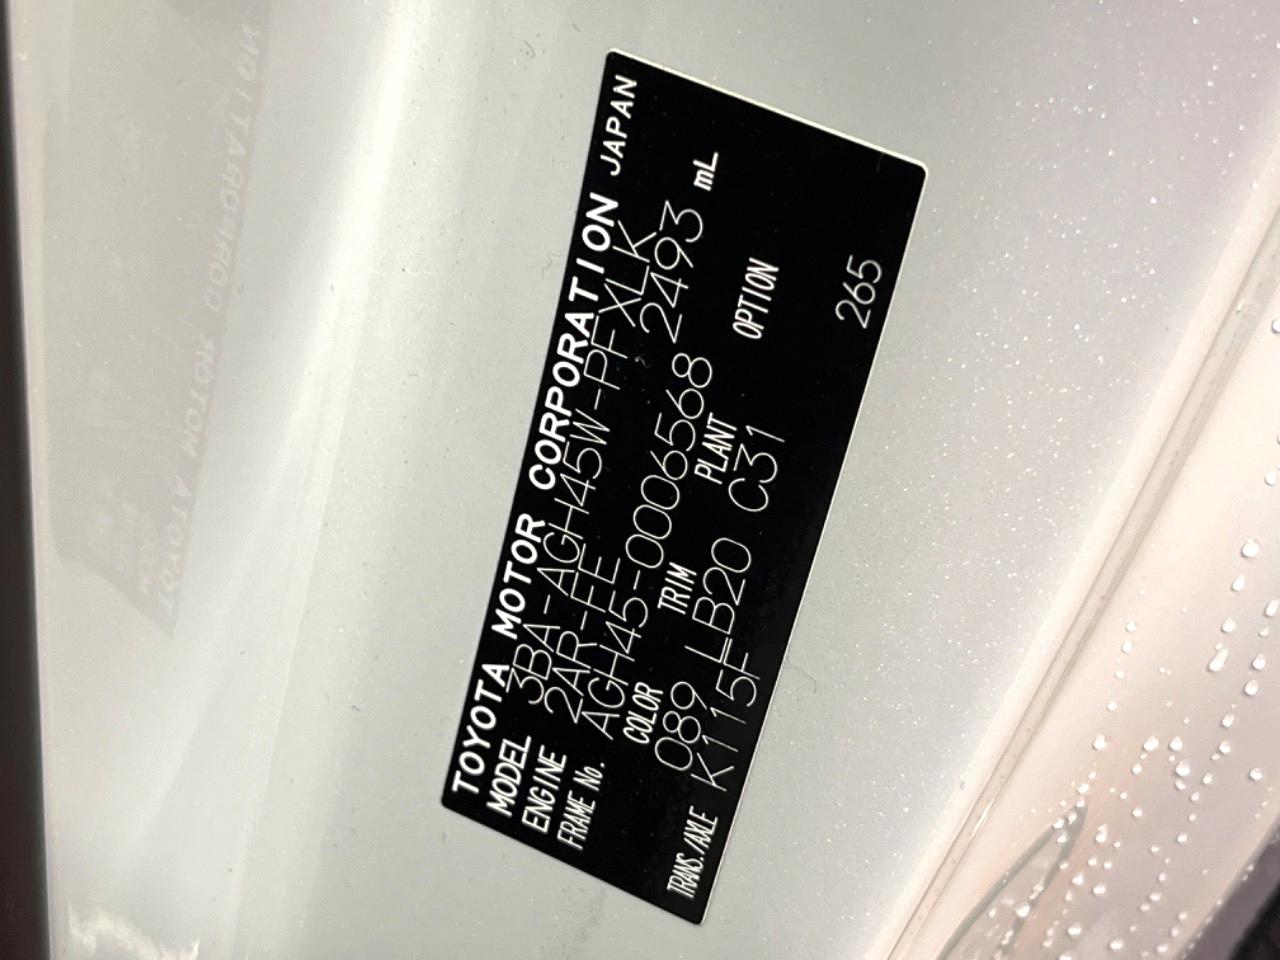 TOYOTA MOTOR CORPORATION JAPAN
MODEL 3BA-AGH45W-PFXLK
ENGINE 2AR-FE 2493 mL
FRAME No. AGH45-0006568
COLOR TRIM PLANT OPTION
089 LB20 C31
TRANS./AXLE K115F 265